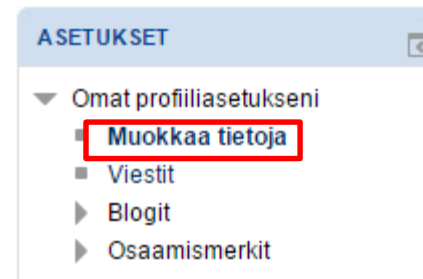 ASETUKSET
Omat profiiliasetukseni
Muokkaa tietoja
Viestit
Blogit
Osaamismerkit